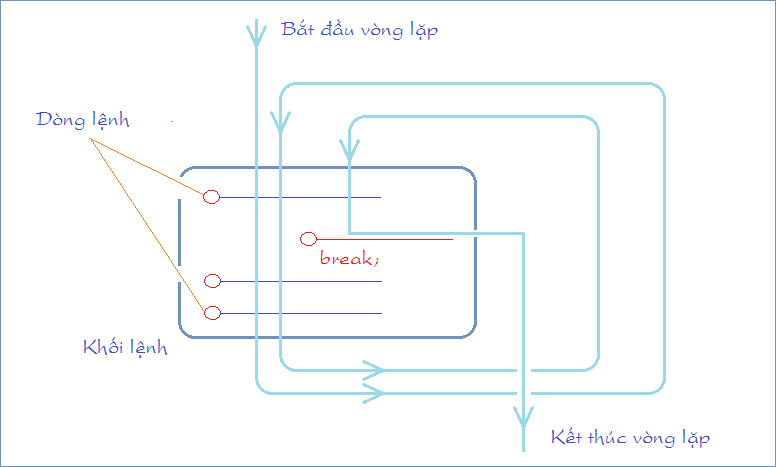 Bắt đầu vòng lặp
Dòng lệnh
break;
Khối lệnh
Kết thúc vòng lặp